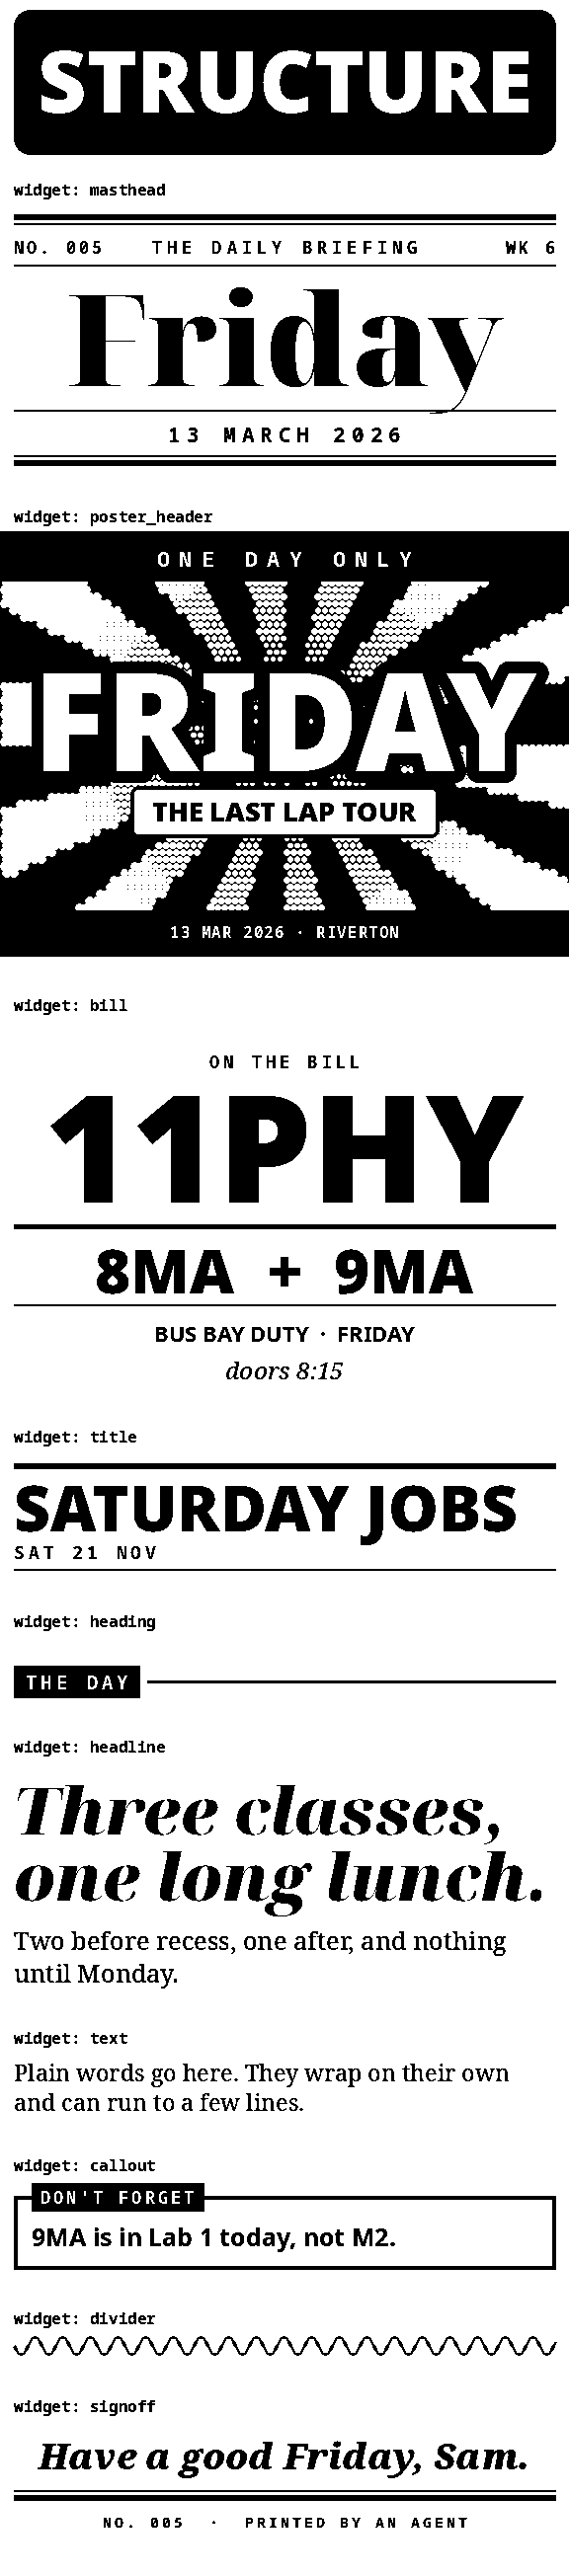 STRUCTURE
widget: masthead
NO. 005 THE DAILY BRIEFING WK 6
Friday
13 MARCH 2026
widget: poster_header
ONE DAY ONLY
FRIDAY
THE LAST LAP TOUR
13 MAR 2026 · RIVERTON
widget: bill
ON THE BILL
11PHY
8MA + 9MA
BUS BAY DUTY · FRIDAY
doors 8:15
widget: title
SATURDAY JOBS
SAT 21 NOV
widget: heading
THE DAY
widget: headline
Three classes,
one long lunch.
Two before recess, one after, and nothing
until Monday.
widget: text
Plain words go here. They wrap on their own
and can run to a few lines.
widget: callout
DON'T FORGET
9MA is in Lab 1 today, not M2.
widget: divider
widget: signoff
Have a good Friday, Sam.
NO. 005 · PRINTED BY AN AGENT